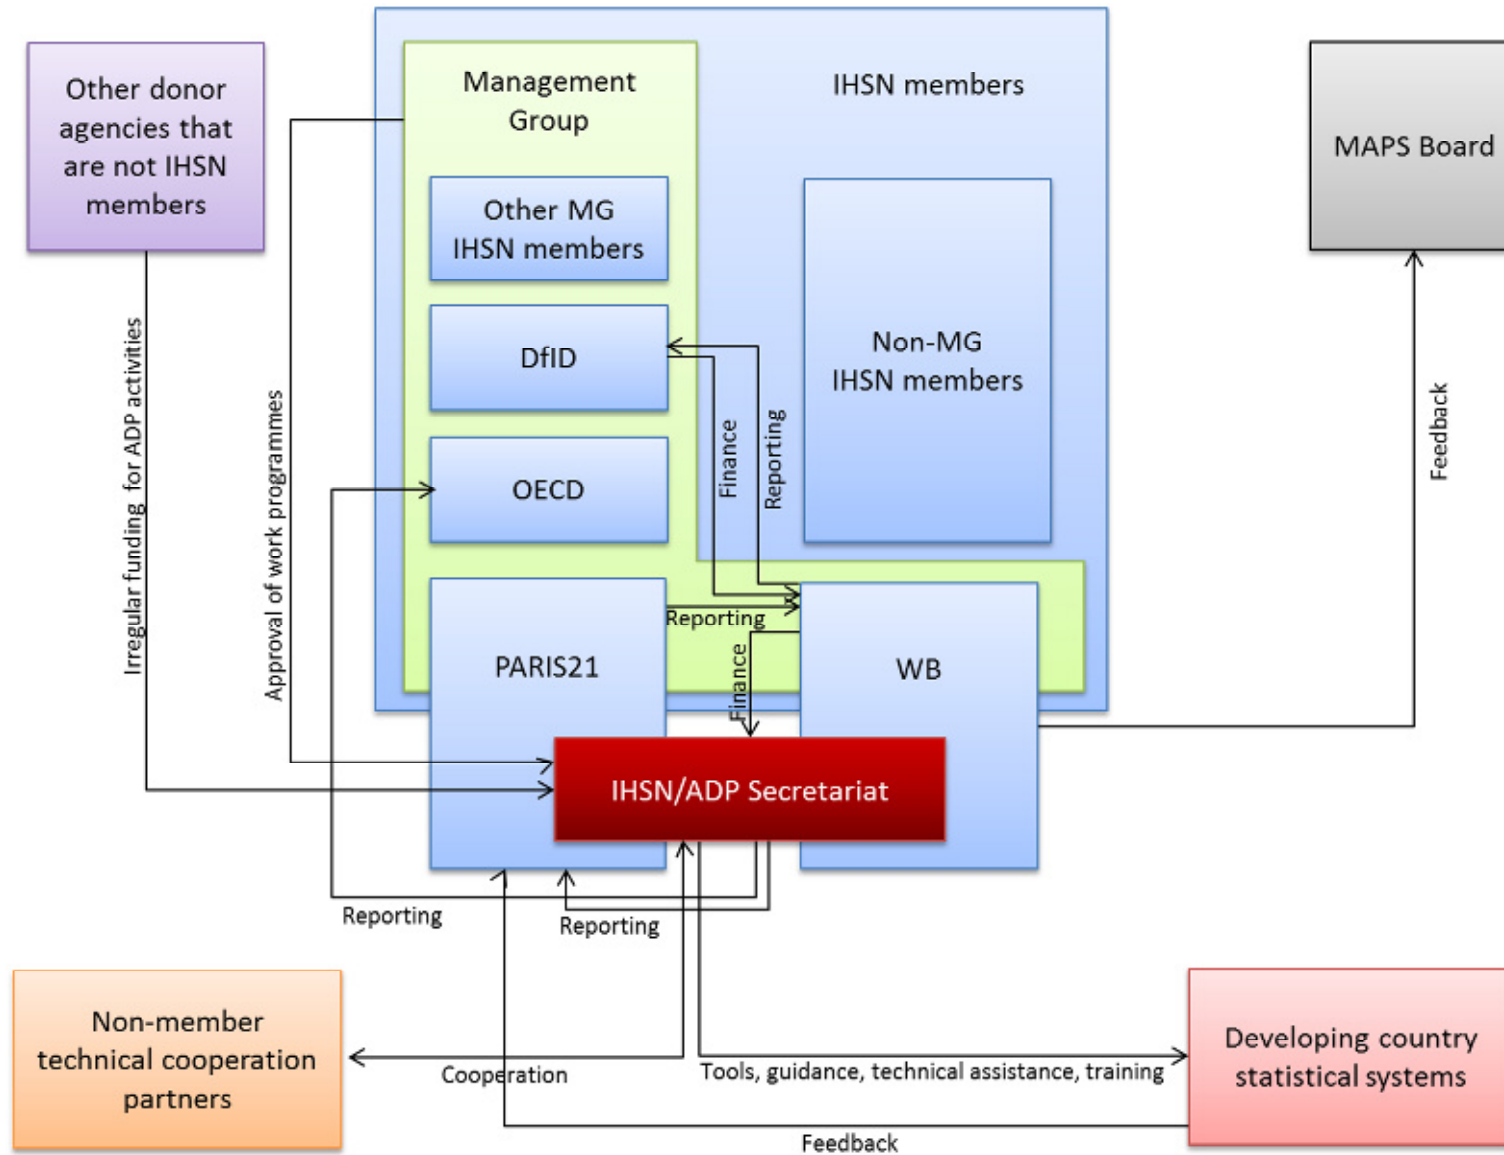 Other donor
agencies that
are not IHSN
members
Management
Group
IHSN members
MAPS Board
Other MG
IHSN members
DfID
Non-MG
IHSN members
OECD
Finance
Reporting
Feedback
Irregular funding for ADP activities
Approval of work programmes
Reporting
PARIS21
WB
Finance
IHSN/ADP Secretariat
Reporting
Reporting
Non-member
technical cooperation
partners
Cooperation
Tools, guidance, technical assistance, training
Developing country
statistical systems
Feedback